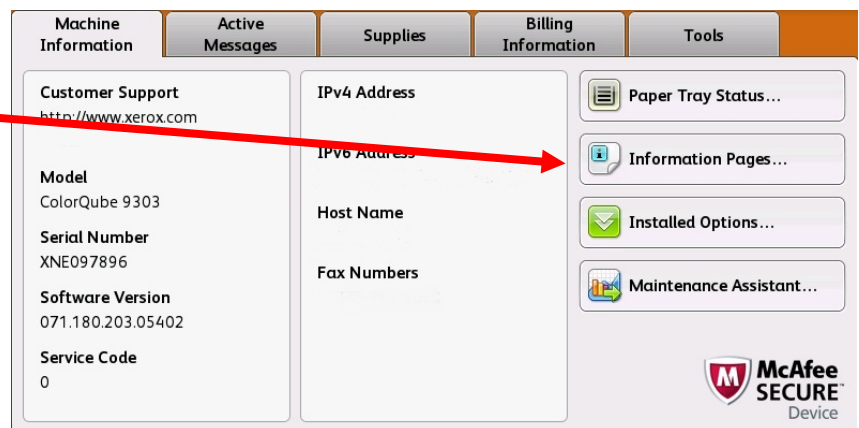 Machine
Information
Active
Messages
Supplies
Billing
Information
Tools
Customer Support
http://www.xerox.com
Model
ColorQube 9303
Serial Number
XNE097896
Software Version
071.180.203.05402
Service Code
0
IPv4 Address
IPv6 Address
Host Name
Fax Numbers
Paper Tray Status...
Information Pages...
Installed Options...
Maintenance Assistant...
McAfee
SECURE™
Device